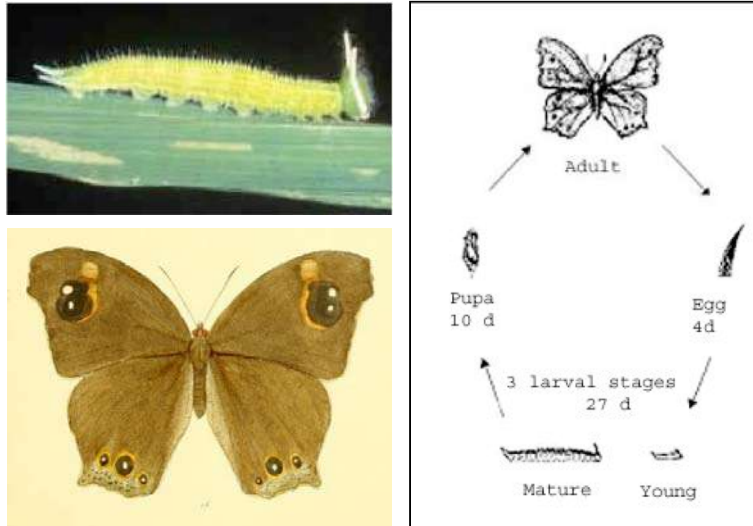 Adult
Pupa
10 d
Egg
4d
3 larval stages
27 d
Mature
Young